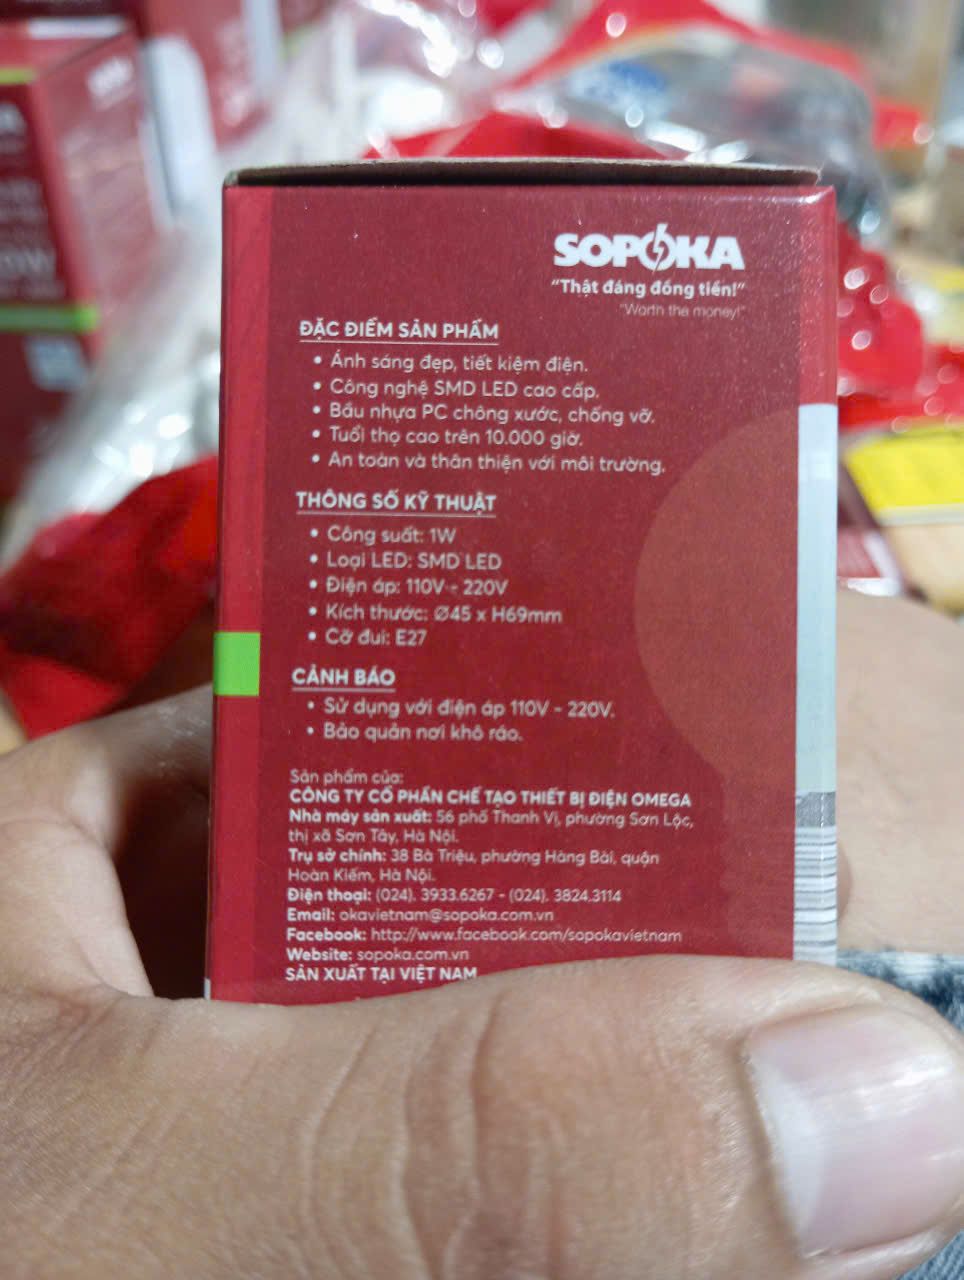 SOPOKA
"Thật đáng đồng tiền!"
"Worth the money!"
ĐẶC ĐIỂM SẢN PHẨM
• Ánh sáng đẹp, tiết kiệm điện.
• Công nghệ SMD LED cao cấp.
• Bầu nhựa PC chông xước, chống vỡ.
• Tuổi thọ cao trên 10.000 giờ.
• An toàn và thân thiện với môi trường.
THÔNG SỐ KỸ THUẬT
• Công suất: 1W
• Loại LED: SMD LED
• Điện áp: 110V - 220V
• Kích thước: Ø45 x H69mm
• Cỡ đui: E27
CẢNH BÁO
• Sử dụng với điện áp 110V - 220V.
• Bảo quản nơi khô ráo.
Sản phẩm của:
CÔNG TY CỔ PHẦN CHẾ TẠO THIẾT BỊ ĐIỆN OMEGA
Nhà máy sản xuất: 56 phố Thanh Vị, phường Sơn Lộc,
thị xã Sơn Tây, Hà Nội.
Trụ sở chính: 38 Bà Triệu, phường Hàng Bài, quận
Hoàn Kiếm, Hà Nội.
Điện thoại: (024). 3933.6267 - (024). 3824.3114
Email: okavietnam@sopoka.com.vn
Facebook: http://www.facebook.com/sopokavietnam
Website: sopoka.com.vn
SẢN XUẤT TẠI VIỆT NAM